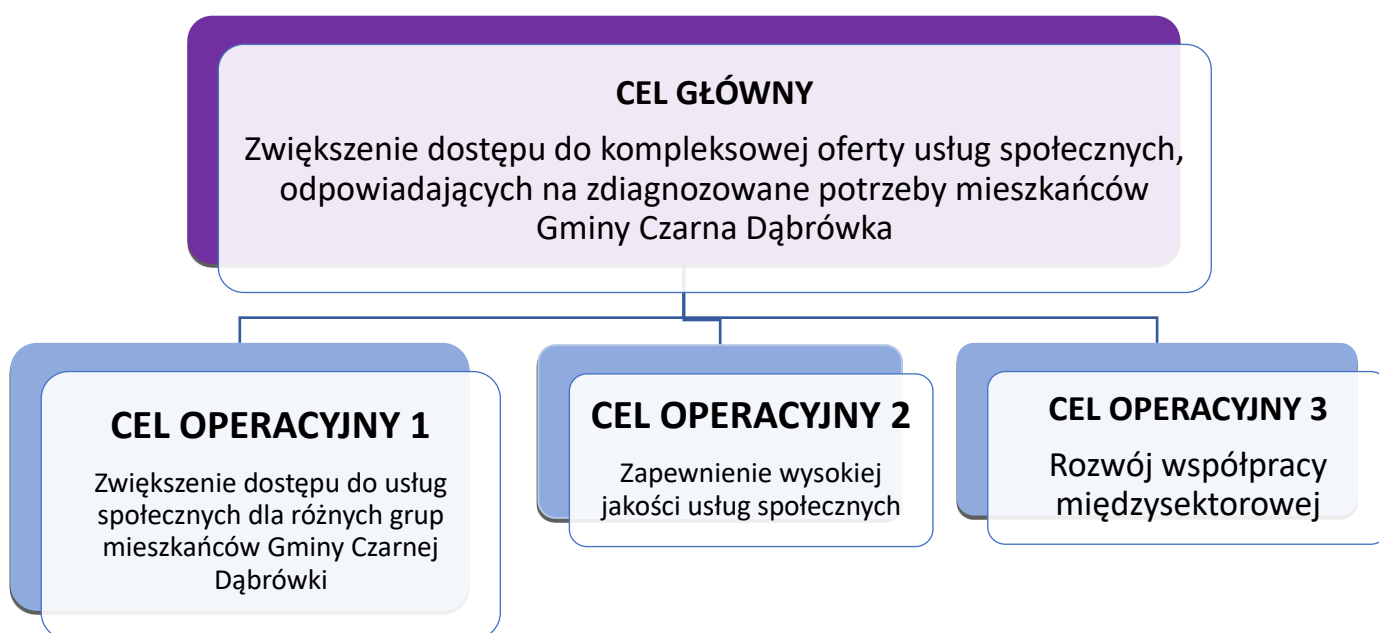 CEL GŁÓWNY
Zwiększenie dostępu do kompleksowej oferty usług społecznych,
odpowiadających na zdiagnozowane potrzeby mieszkańców
Gminy Czarna Dąbrówka
CEL OPERACYJNY 1
Zwiększenie dostępu do usług
społecznych dla różnych grup
mieszkańców Gminy Czarnej
Dąbrówki
CEL OPERACYJNY 2
Zapewnienie wysokiej
jakości usług społecznych
CEL OPERACYJNY 3
Rozwój współpracy
międzysektorowej